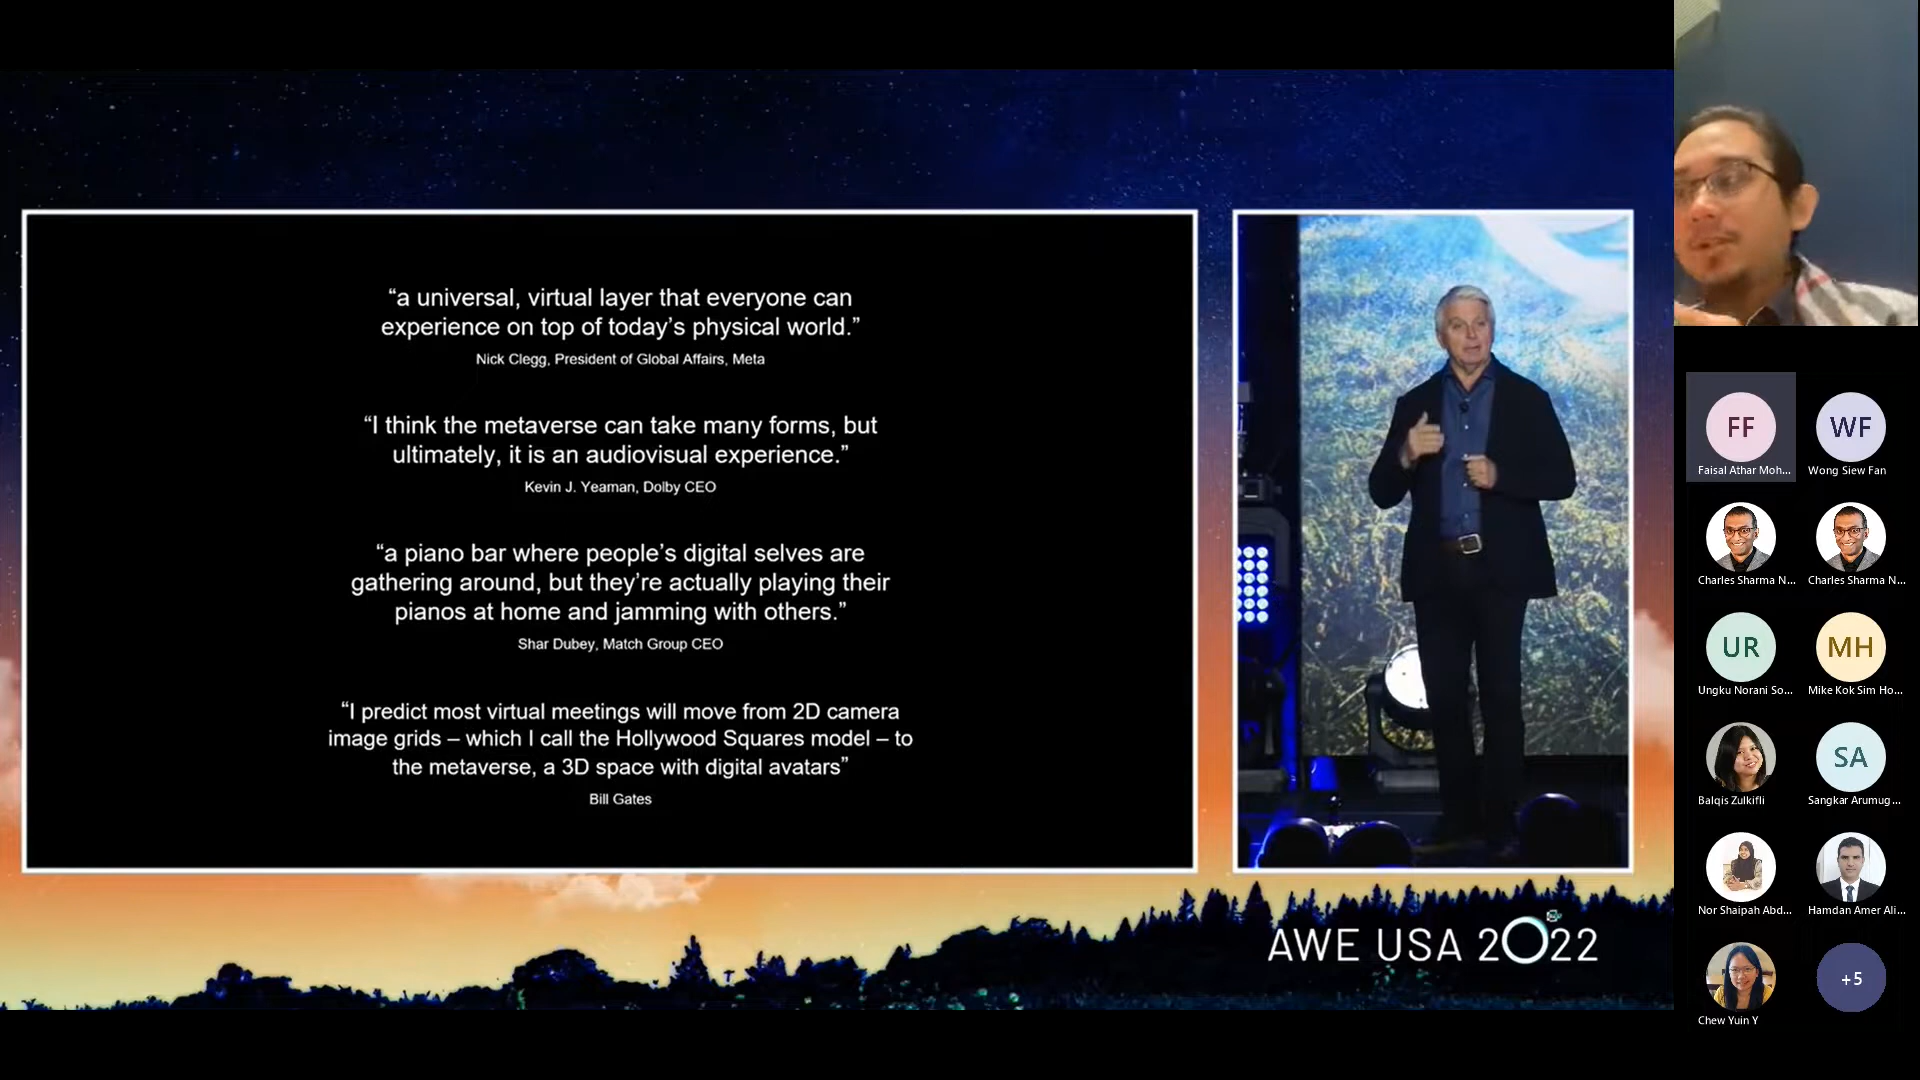 “a universal, virtual layer that everyone can
experience on top of today’s physical world.”
Nick Clegg, President of Global Affairs, Meta
“I think the metaverse can take many forms, but
ultimately, it is an audiovisual experience.”
Kevin J. Yeaman, Dolby CEO
“a piano bar where people’s digital selves are
gathering around, but they’re actually playing their
pianos at home and jamming with others.”
Shar Dubey, Match Group CEO
“I predict most virtual meetings will move from 2D camera
image grids – which I call the Hollywood Squares model – to
the metaverse, a 3D space with digital avatars”
Bill Gates
AWE USA 2022
FF
Faisal Athar Moh...
WF
Wong Siew Fan
Charles Sharma N...
Charles Sharma N...
UR
Ungku Norani So...
MH
Mike Kok Sim Ho...
Balqis Zulkifli
SA
Sangkar Arumug...
Nor Shaipah Abd...
Hamdan Amer Ali...
Chew Yuin Y
+5